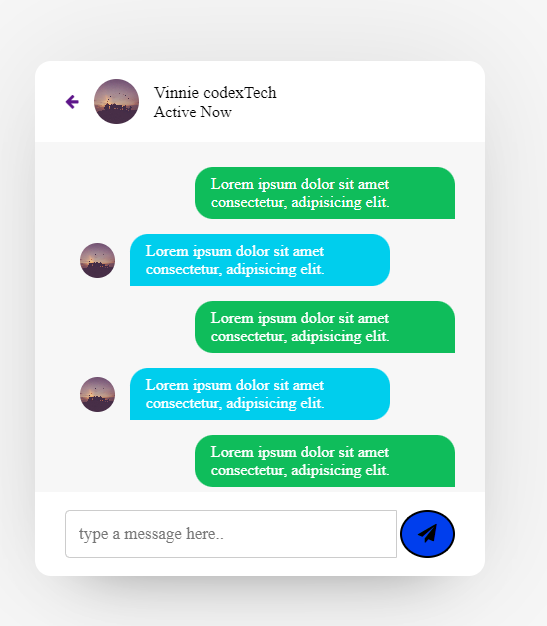 Vinnie codexTech
Active Now
Lorem ipsum dolor sit amet
consectetur, adipisicing elit.
Lorem ipsum dolor sit amet
consectetur, adipisicing elit.
Lorem ipsum dolor sit amet
consectetur, adipisicing elit.
Lorem ipsum dolor sit amet
consectetur, adipisicing elit.
Lorem ipsum dolor sit amet
consectetur, adipisicing elit.
type a message here..